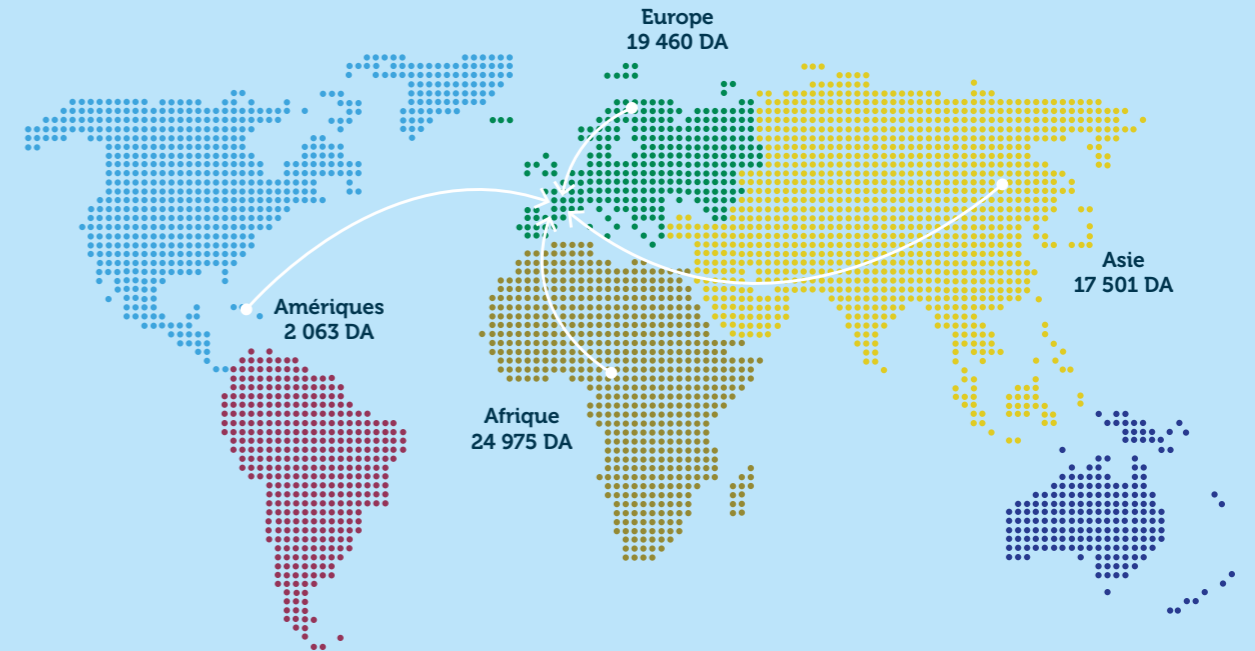 Europe
19 460 DA
Asie
17 501 DA
Amériques
2 063 DA
Afrique
24 975 DA